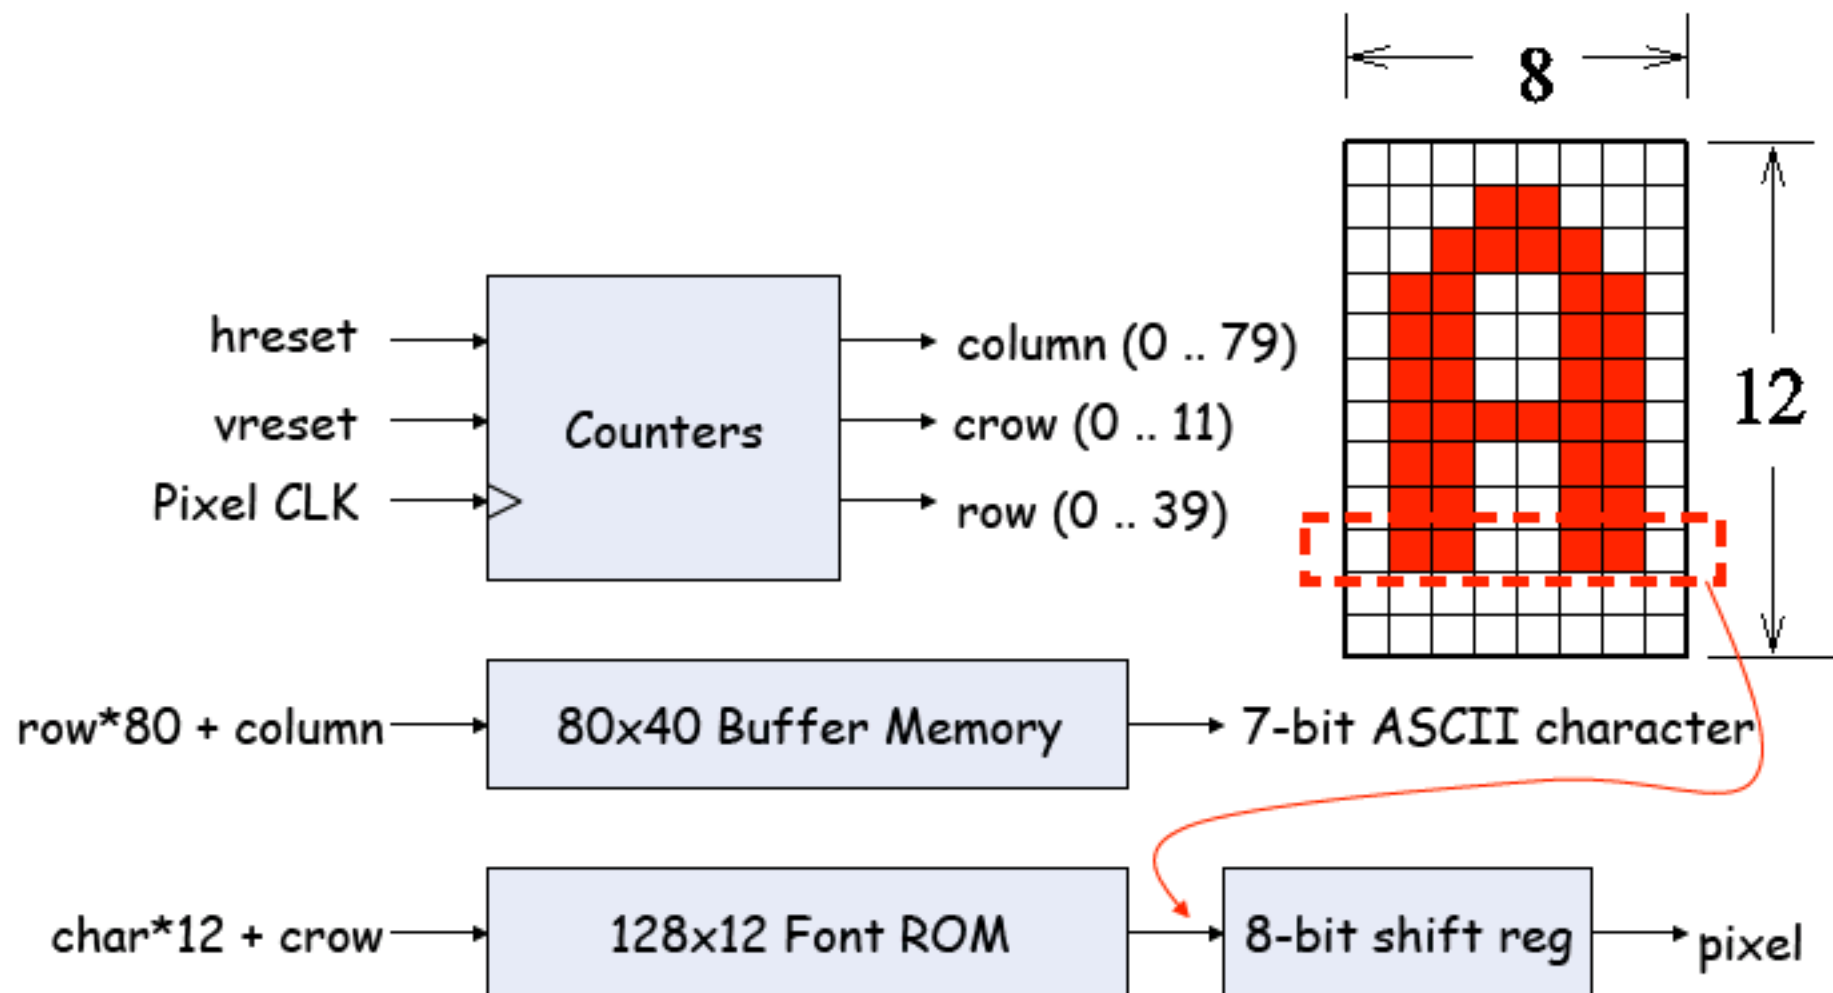 8
12
hreset
vreset
Pixel CLK
Counters
column (0 .. 79)
crow (0 .. 11)
row (0 .. 39)
row*80 + column
80x40 Buffer Memory
7-bit ASCII character
char*12 + crow
128x12 Font ROM
8-bit shift reg
pixel